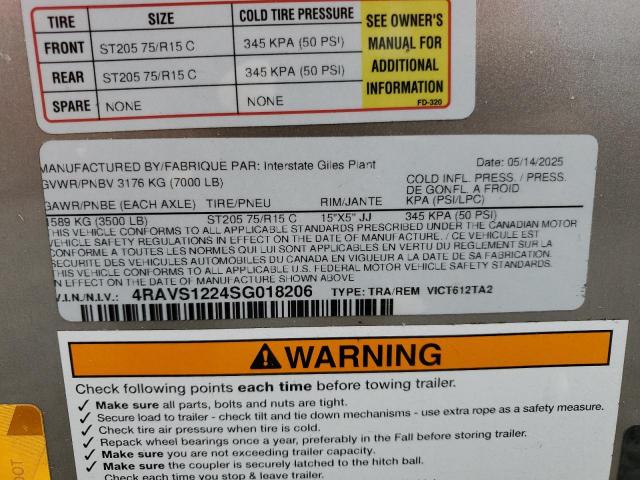 TIRE SIZE COLD TIRE PRESSURE SEE OWNER'S MANUAL FOR ADDITIONAL INFORMATION
FRONT ST205 75/R15 C 345 KPA (50 PSI)
REAR ST205 75/R15 C 345 KPA (50 PSI)
SPARE NONE NONE
FD-320
MANUFACTURED BY/FABRIQUE PAR: Interstate Giles Plant Date: 05/14/2025
GVWR/PNBV 3176 KG (7000 LB) COLD INFL. PRESS. / PRESS
DE GONFL. A FROID
GAWR/PNBE (EACH AXLE) TIRE/PNEU RIM/JANTE KPA (PSI/LPC)
1589 KG (3500 LB) ST205 75/R15 C 15"X5" JJ 345 KPA (50 PSI)
THIS VEHICLE CONFORMS TO ALL APPLICABLE STANDARDS PRESCRIBED UNDER THE CANADIAN MOTOR
VEHICLE SAFETY REGULATIONS IN EFFECT ON THE DATE OF MANUFACTURE. / CE VEHICULE EST
CONFORME A TOUTES LES NORMES QUI LUI SONT APPLICABLES EN VERTU DU REGLEMENT SUR LA
SECURITE DES VEHICULES AUTOMOBILES DU CANADA EN VIGUEUR A LA DATE DE SA FABRICATION.
THIS VEHICLE CONFORMS TO ALL APPLICABLE U.S. FEDERAL MOTOR VEHICLE SAFETY STANDARDS
IN EFFECT ON THE DATE OF MANUFACTURE SHOWN ABOVE
V.I.N./N.I.V.: 4RAVS1224SG018206 TYPE: TRA/REM VICT612TA2
WARNING
Check following points each time before towing trailer.
✓ Make sure all parts, bolts and nuts are tight.
✓ Secure load to trailer - check tilt and tie down mechanisms - use extra rope as a safety measure.
✓ Check tire air pressure when tire is cold.
✓ Repack wheel bearings once a year, preferably in the Fall before storing trailer.
✓ Make sure you are not exceeding trailer capacity.
✓ Make sure the coupler is securely latched to the hitch ball.
Check each time you stop & leave trailer.
DOT